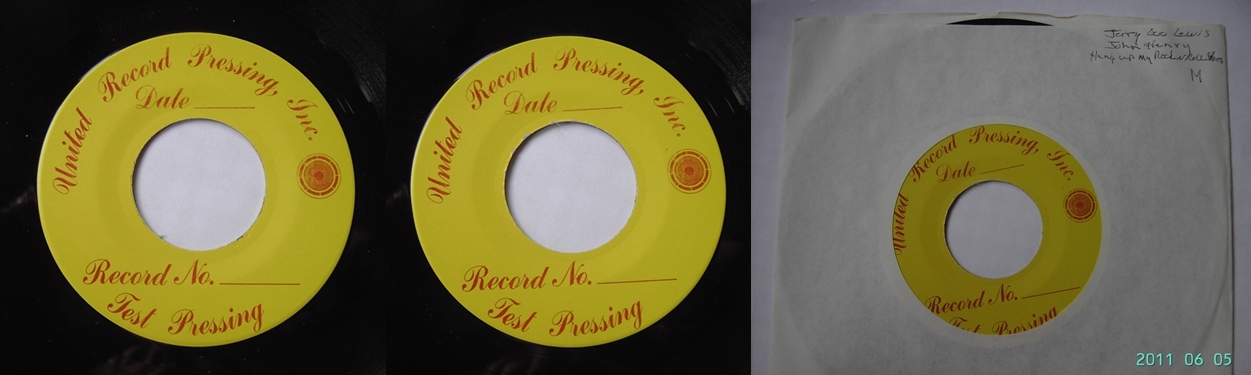 United Record Pressing, Inc.
Date
Record No.
Test Pressing
United Record Pressing, Inc.
Date
Record No.
Test Pressing
Jerry Lee Lewis
John Henry
Hang up my Rock n Roll Shoes
M
United Record Pressing, Inc.
Date
Record No.
Test Pressing
2011 06 05